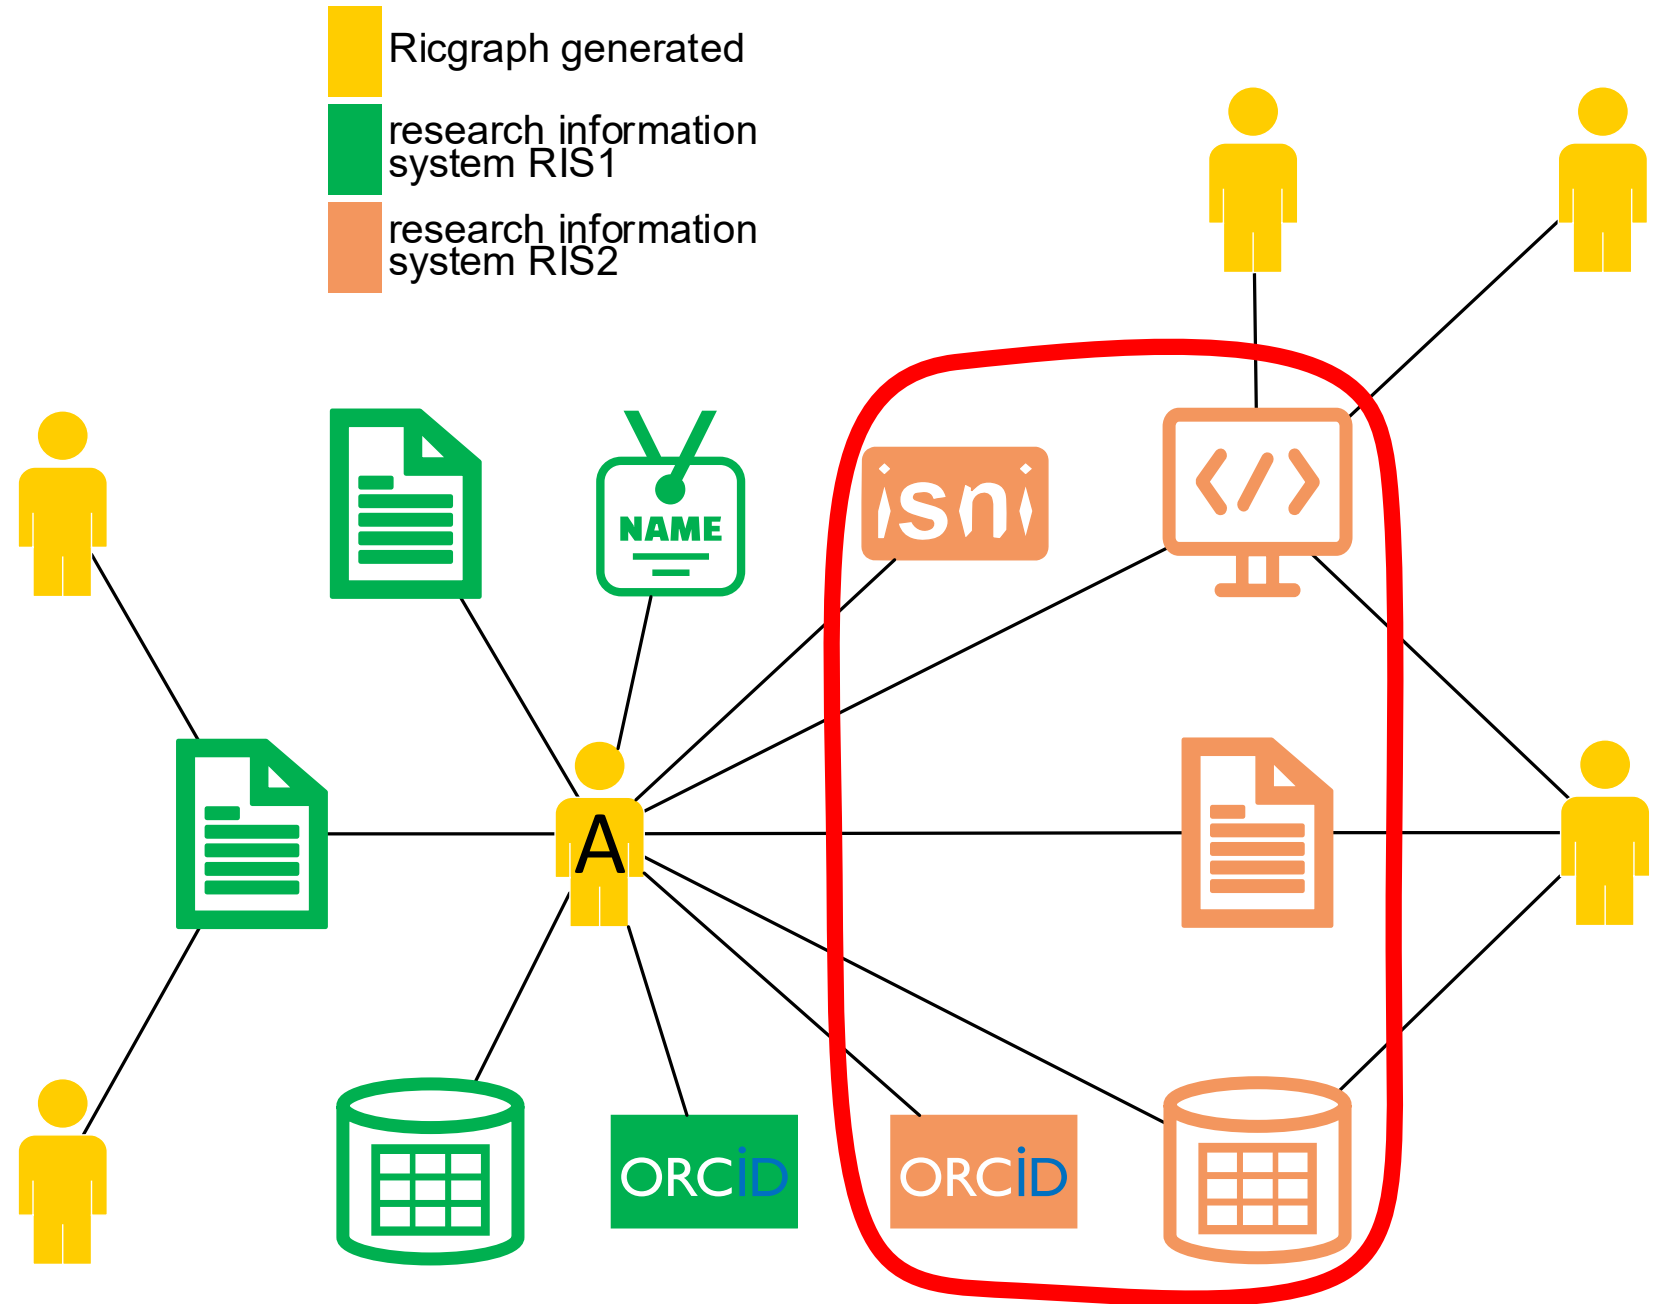 Ricgraph generated
research information
system RIS1
research information
system RIS2
NAME
isni
A
ORCiD
ORCiD